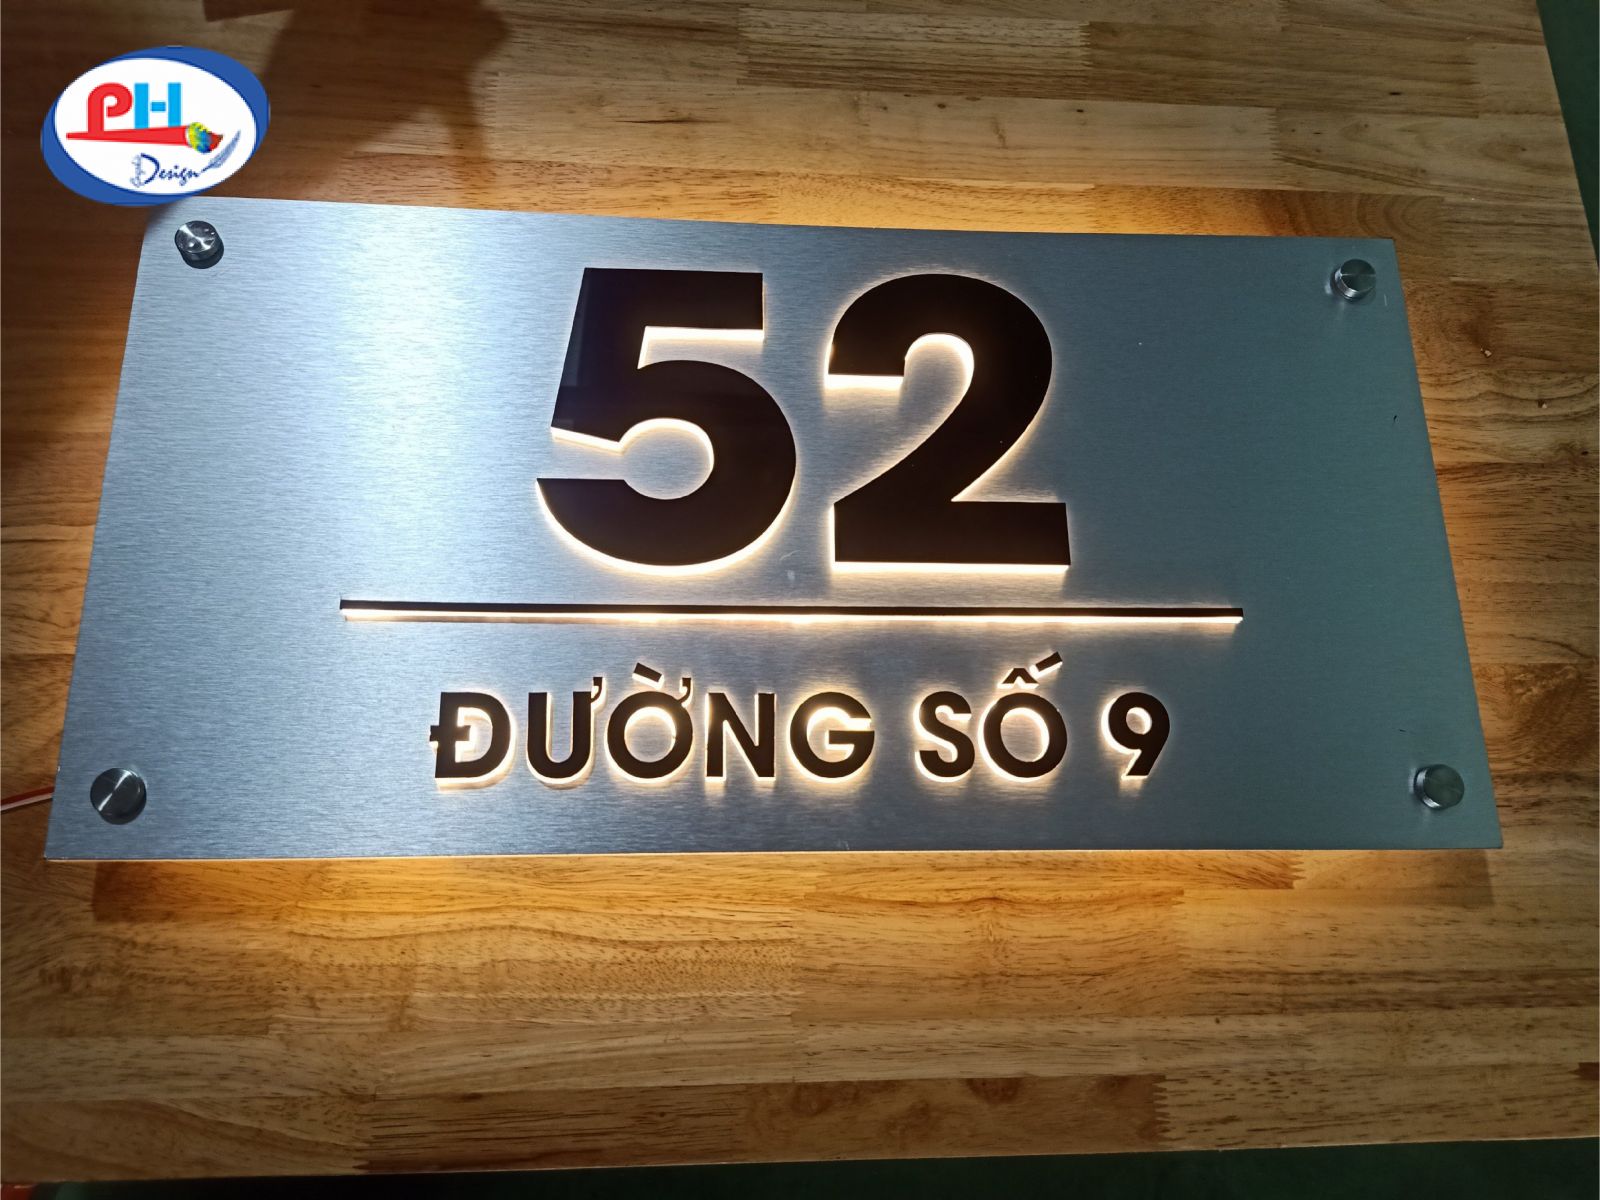 PH
Design
52
ĐƯỜNG SỐ 9